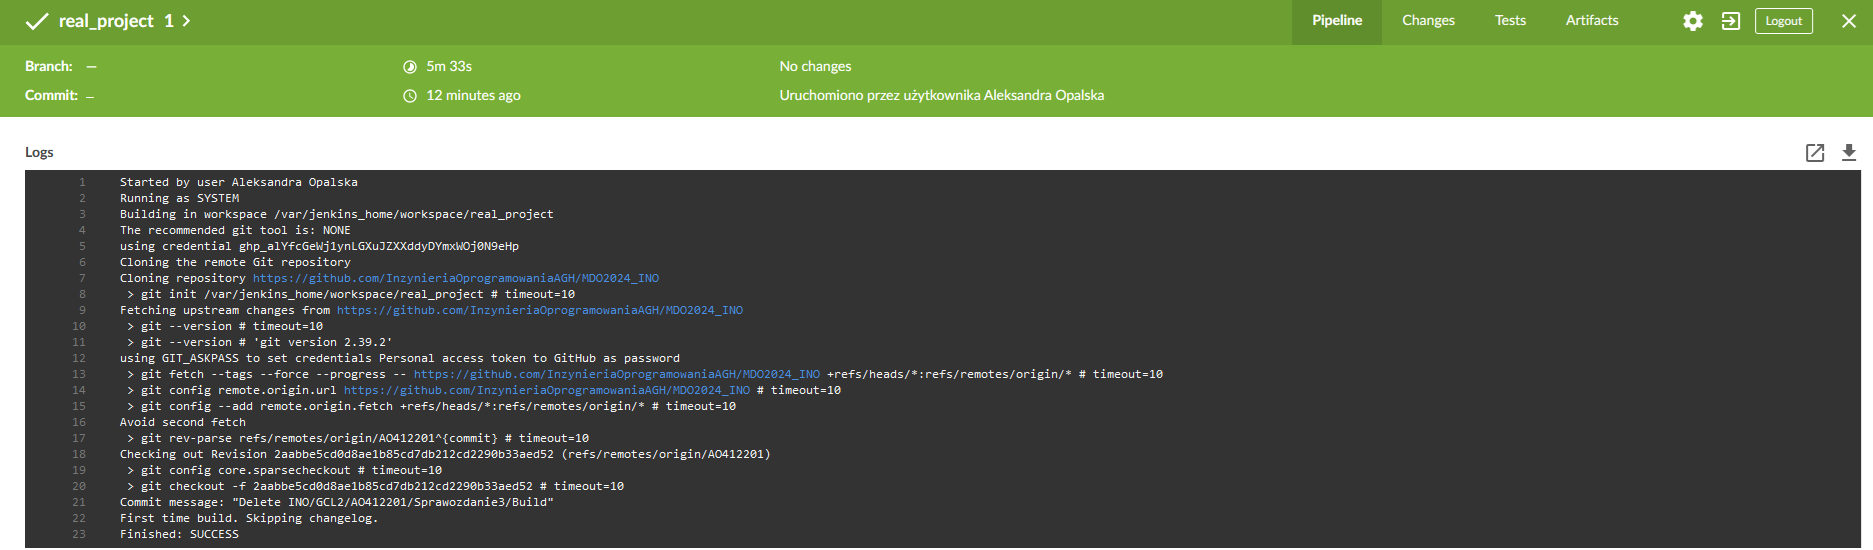 real_project 1
Pipeline
Changes
Tests
Artifacts
Logout
Branch: —
5m 33s
No changes
Commit: —
12 minutes ago
Uruchomiono przez użytkownika Aleksandra Opalska
Logs
1 Started by user Aleksandra Opalska
2 Running as SYSTEM
3 Building in workspace /var/jenkins_home/workspace/real_project
4 The recommended git tool is: NONE
5 using credential 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
6 Cloning the remote Git repository
7 Cloning repository https://github.com/InzynieriaOprogramowaniaAGH/MDO2024_INO
8 > git init /var/jenkins_home/workspace/real_project # timeout=10
9 Fetching upstream changes from https://github.com/InzynieriaOprogramowaniaAGH/MDO2024_INO
10 > git --version # timeout=10
11 > git --version # 'git version 2.39.2'
12 using GIT_ASKPASS to set credentials Personal access token to GitHub as password
13 > git fetch --tags --force --progress -- https://github.com/InzynieriaOprogramowaniaAGH/MDO2024_INO +refs/heads/*:refs/remotes/origin/* # timeout=10
14 > git config remote.origin.url https://github.com/InzynieriaOprogramowaniaAGH/MDO2024_INO # timeout=10
15 > git config --add remote.origin.fetch +refs/heads/*:refs/remotes/origin/* # timeout=10
16 Avoid second fetch
17 > git rev-parse refs/remotes/origin/AO412201^{commit} # timeout=10
18 Checking out Revision 2aabbe5cd0d8ae1b85cd7db212cd2290b33aed52 (refs/remotes/origin/AO412201)
19 > git config core.sparsecheckout # timeout=10
20 > git checkout -f 2aabbe5cd0d8ae1b85cd7db212cd2290b33aed52 # timeout=10
21 Commit message: "Delete INO/GCL2/AO412201/Sprawozdanie3/Build"
22 First time build. Skipping changelog.
23 Finished: SUCCESS